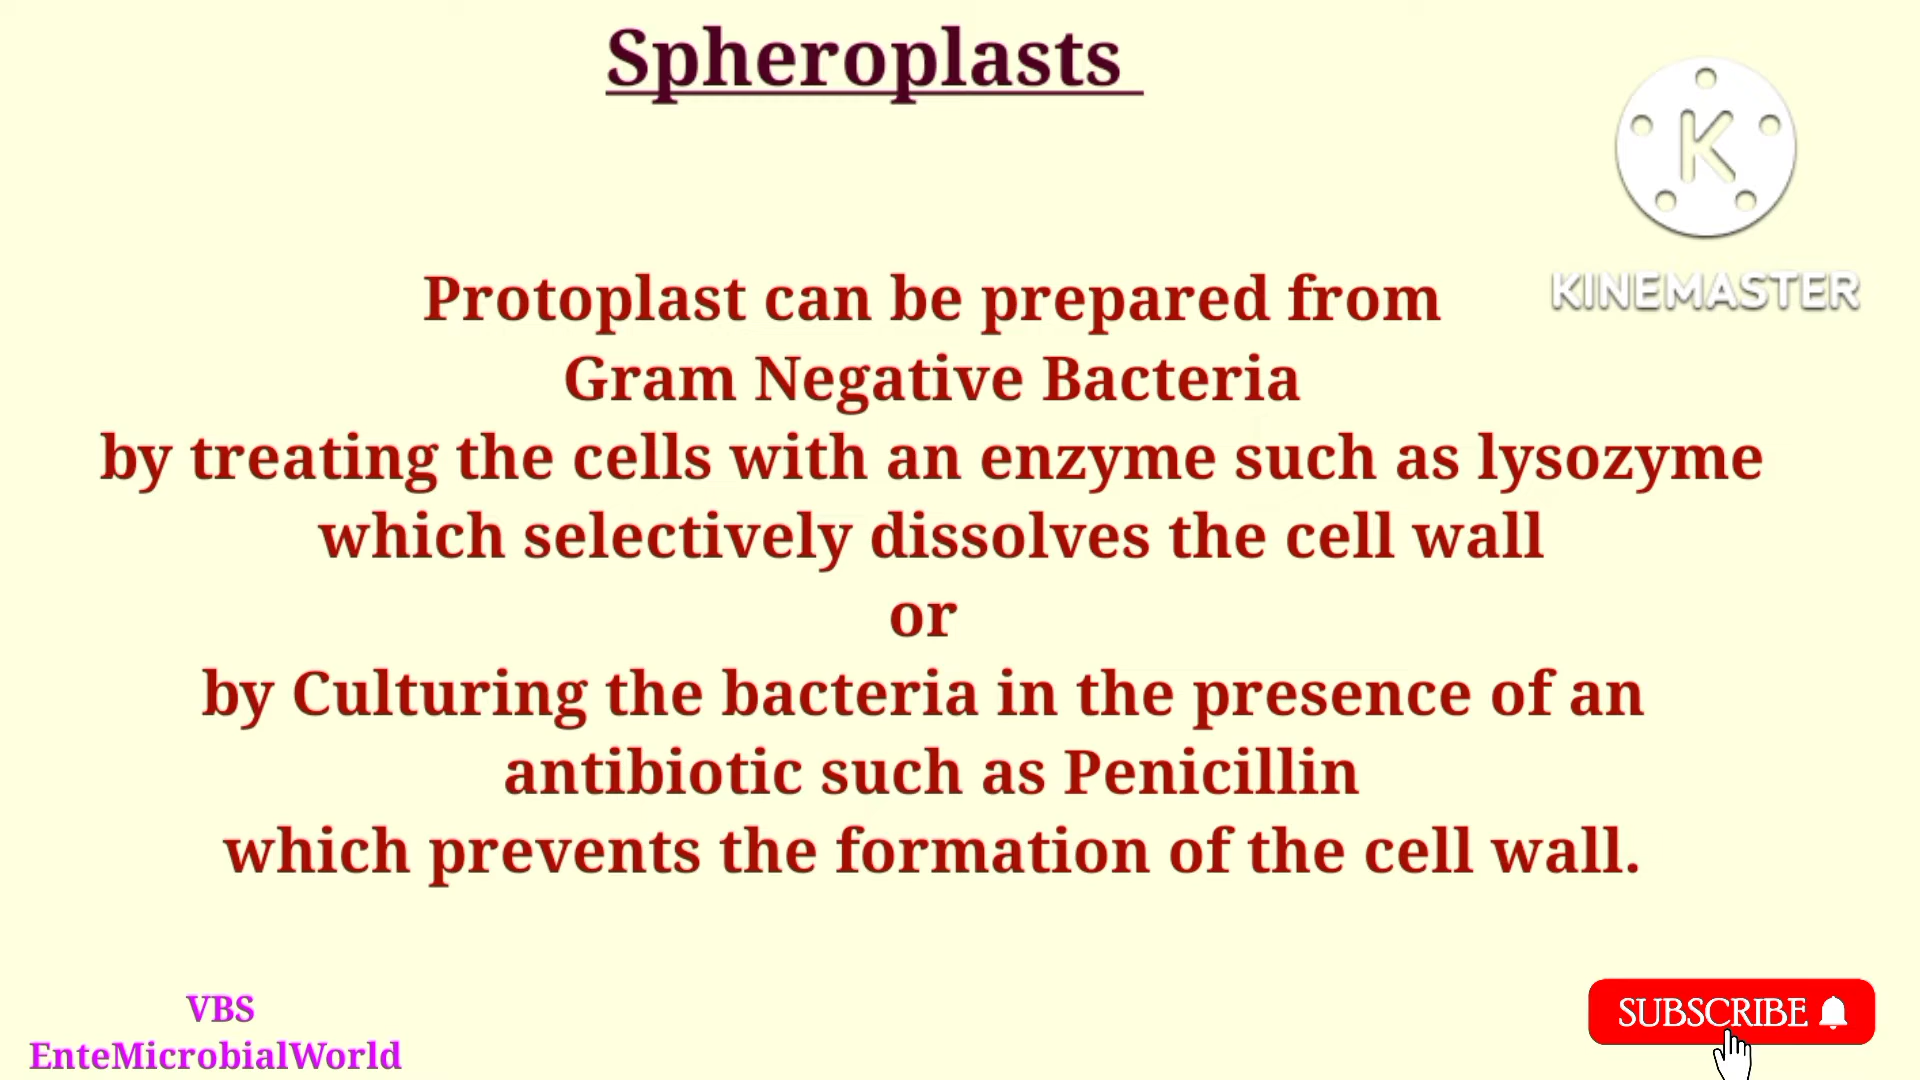 Spheroplasts
KINEMASTER
Protoplast can be prepared from
Gram Negative Bacteria
by treating the cells with an enzyme such as lysozyme
which selectively dissolves the cell wall
or
by Culturing the bacteria in the presence of an
antibiotic such as Penicillin
which prevents the formation of the cell wall.
VBS
EnteMicrobialWorld
SUBSCRIBE